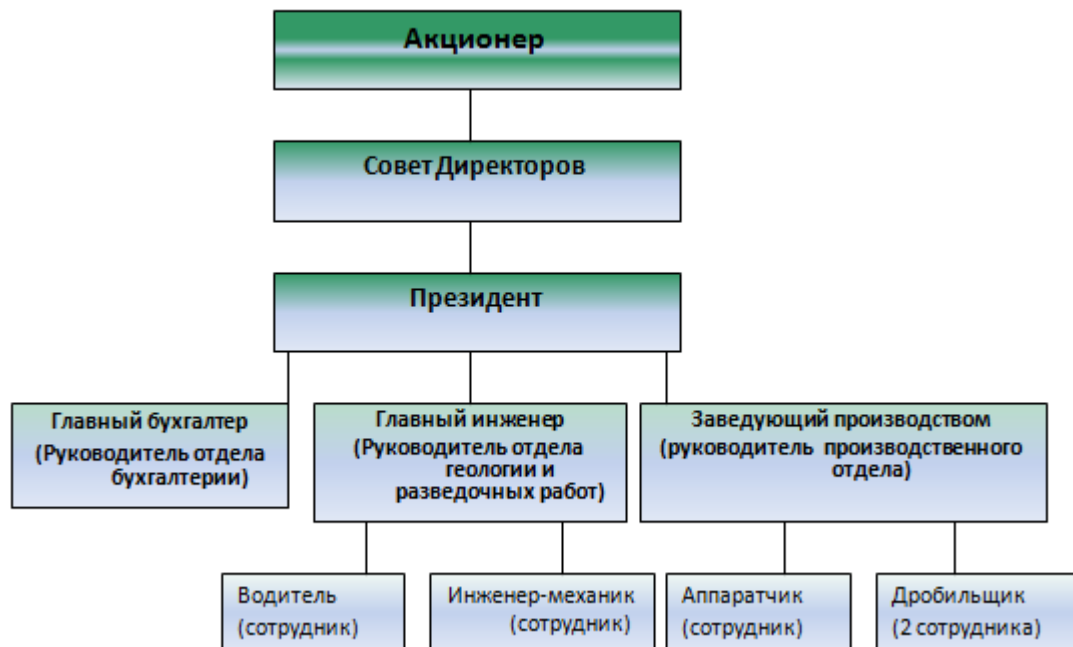 Акционер
Совет Директоров
Президент
Главный бухгалтер
(Руководитель отдела
бухгалтерии)
Главный инженер
(Руководитель отдела
геологии и
разведочных работ)
Заведующий производством
(руководитель производственного
отдела)
Водитель
(сотрудник)
Инженер-механик
(сотрудник)
Аппаратчик
(сотрудник)
Дробильщик
(2 сотрудника)